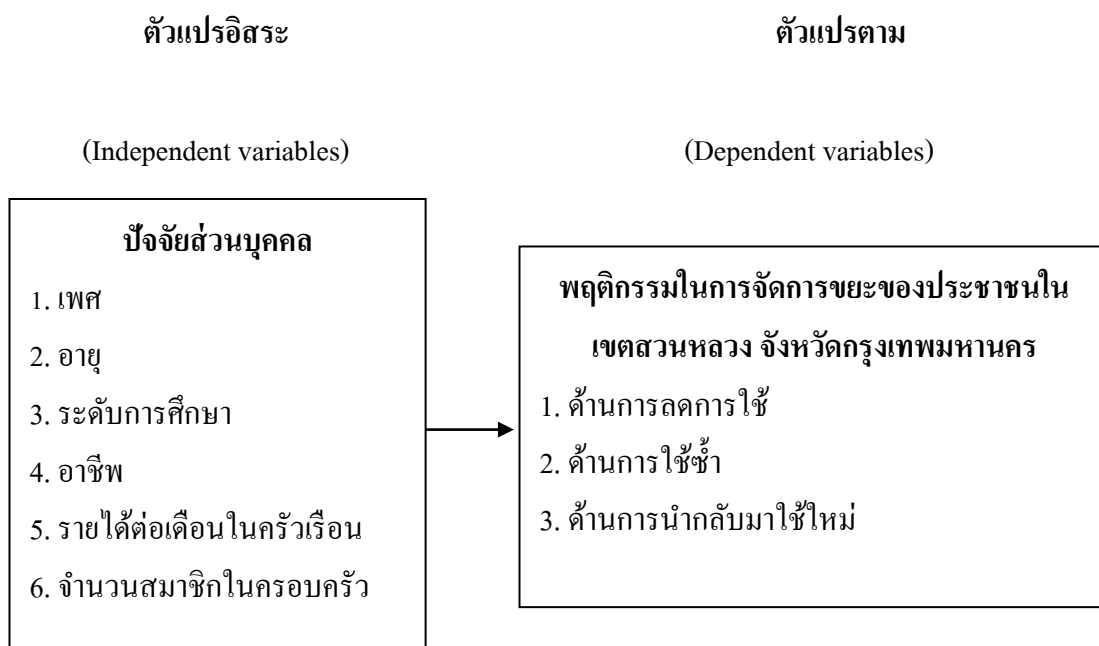 ตัวแปรอิสระ
ตัวแปรตาม
(Independent variables)
(Dependent variables)
ปัจจัยส่วนบุคคล
1. เพศ
2. อายุ
3. ระดับการศึกษา
4. อาชีพ
5. รายได้ต่อเดือนในครัวเรือน
6. จำนวนสมาชิกในครอบครัว
พฤติกรรมในการจัดการขยะของประชาชนใน
เขตสวนหลวง จังหวัดกรุงเทพมหานคร
1. ด้านการลดการใช้
2. ด้านการใช้ซ้ำ
3. ด้านการนำกลับมาใช้ใหม่